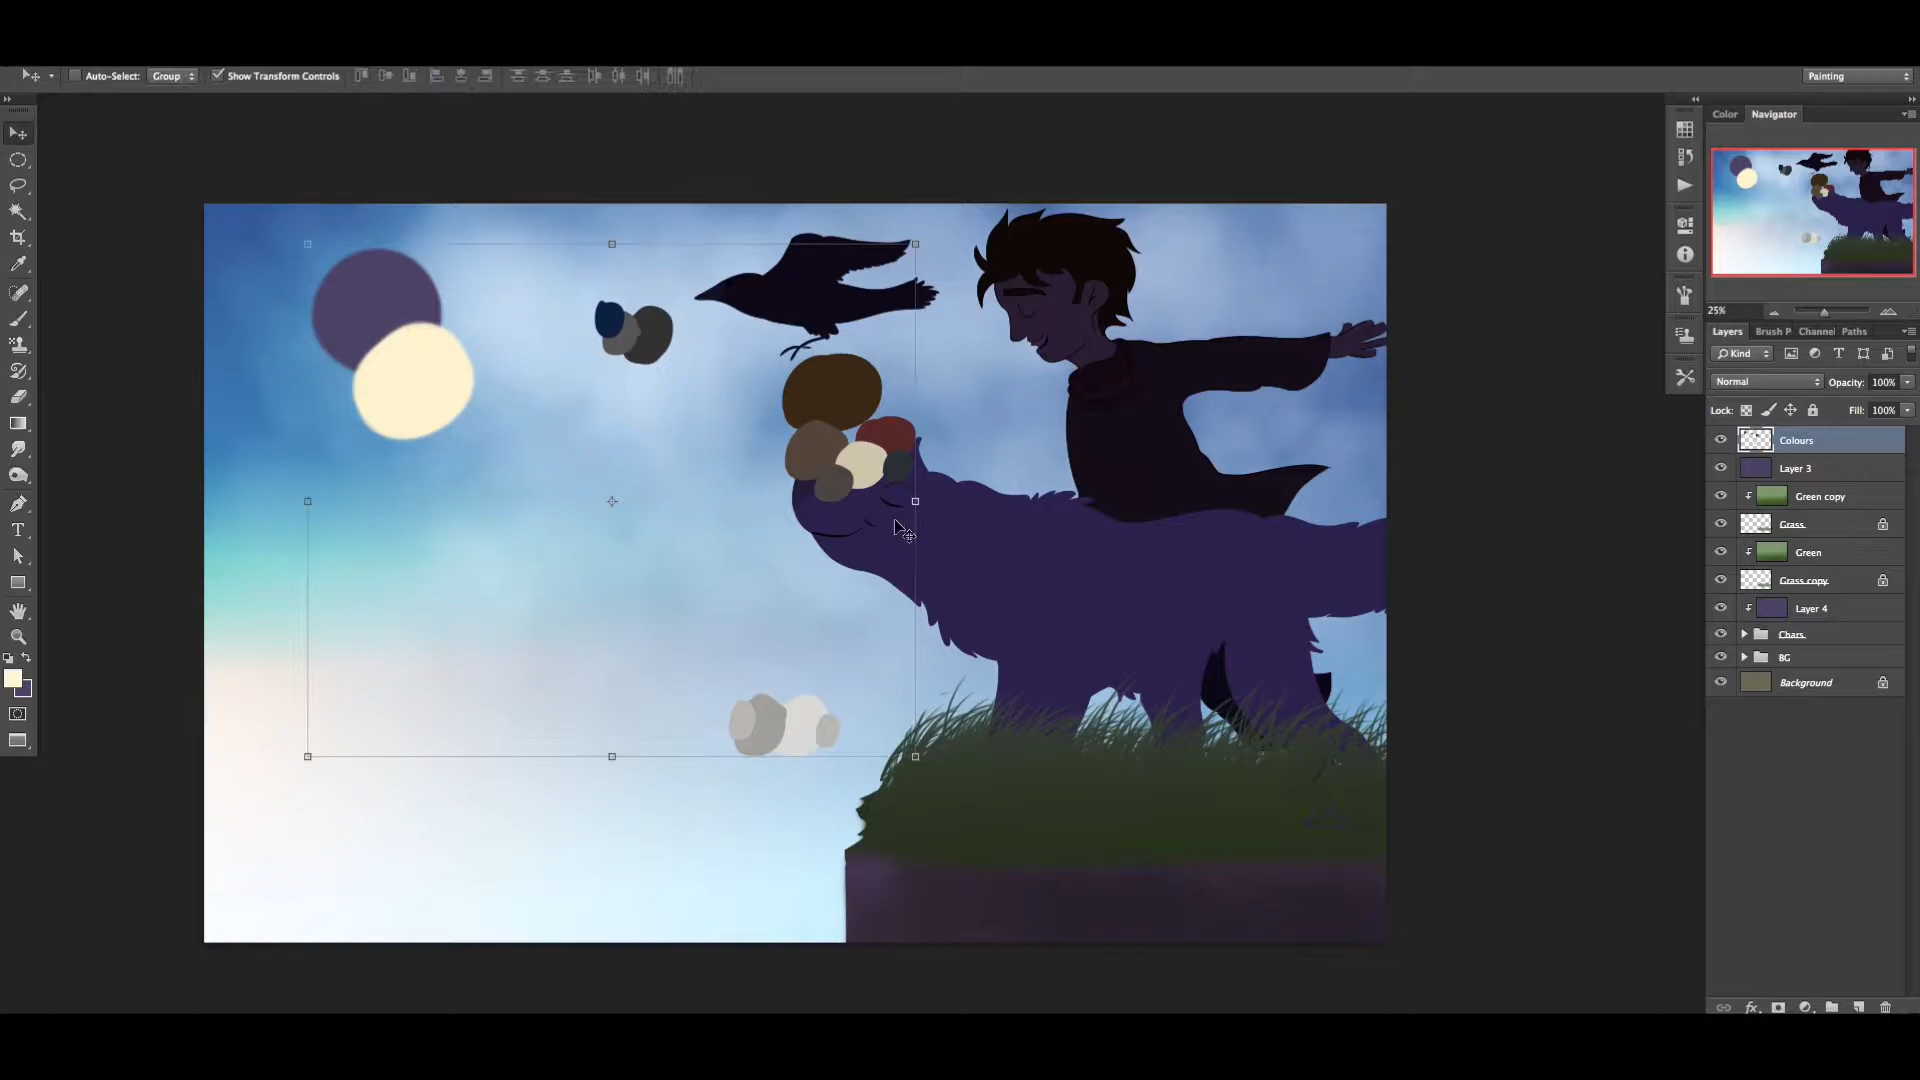 Auto-Select: Group Show Transform Controls Painting
Color Navigator
25%
Layers Brush P Channel Paths
Kind
Normal Opacity: 100%
Lock: Fill: 100%
Colours
Layer 3
Green copy
Grass
Green
Grass copy
Layer 4
Chars
BG
Background
T
fx